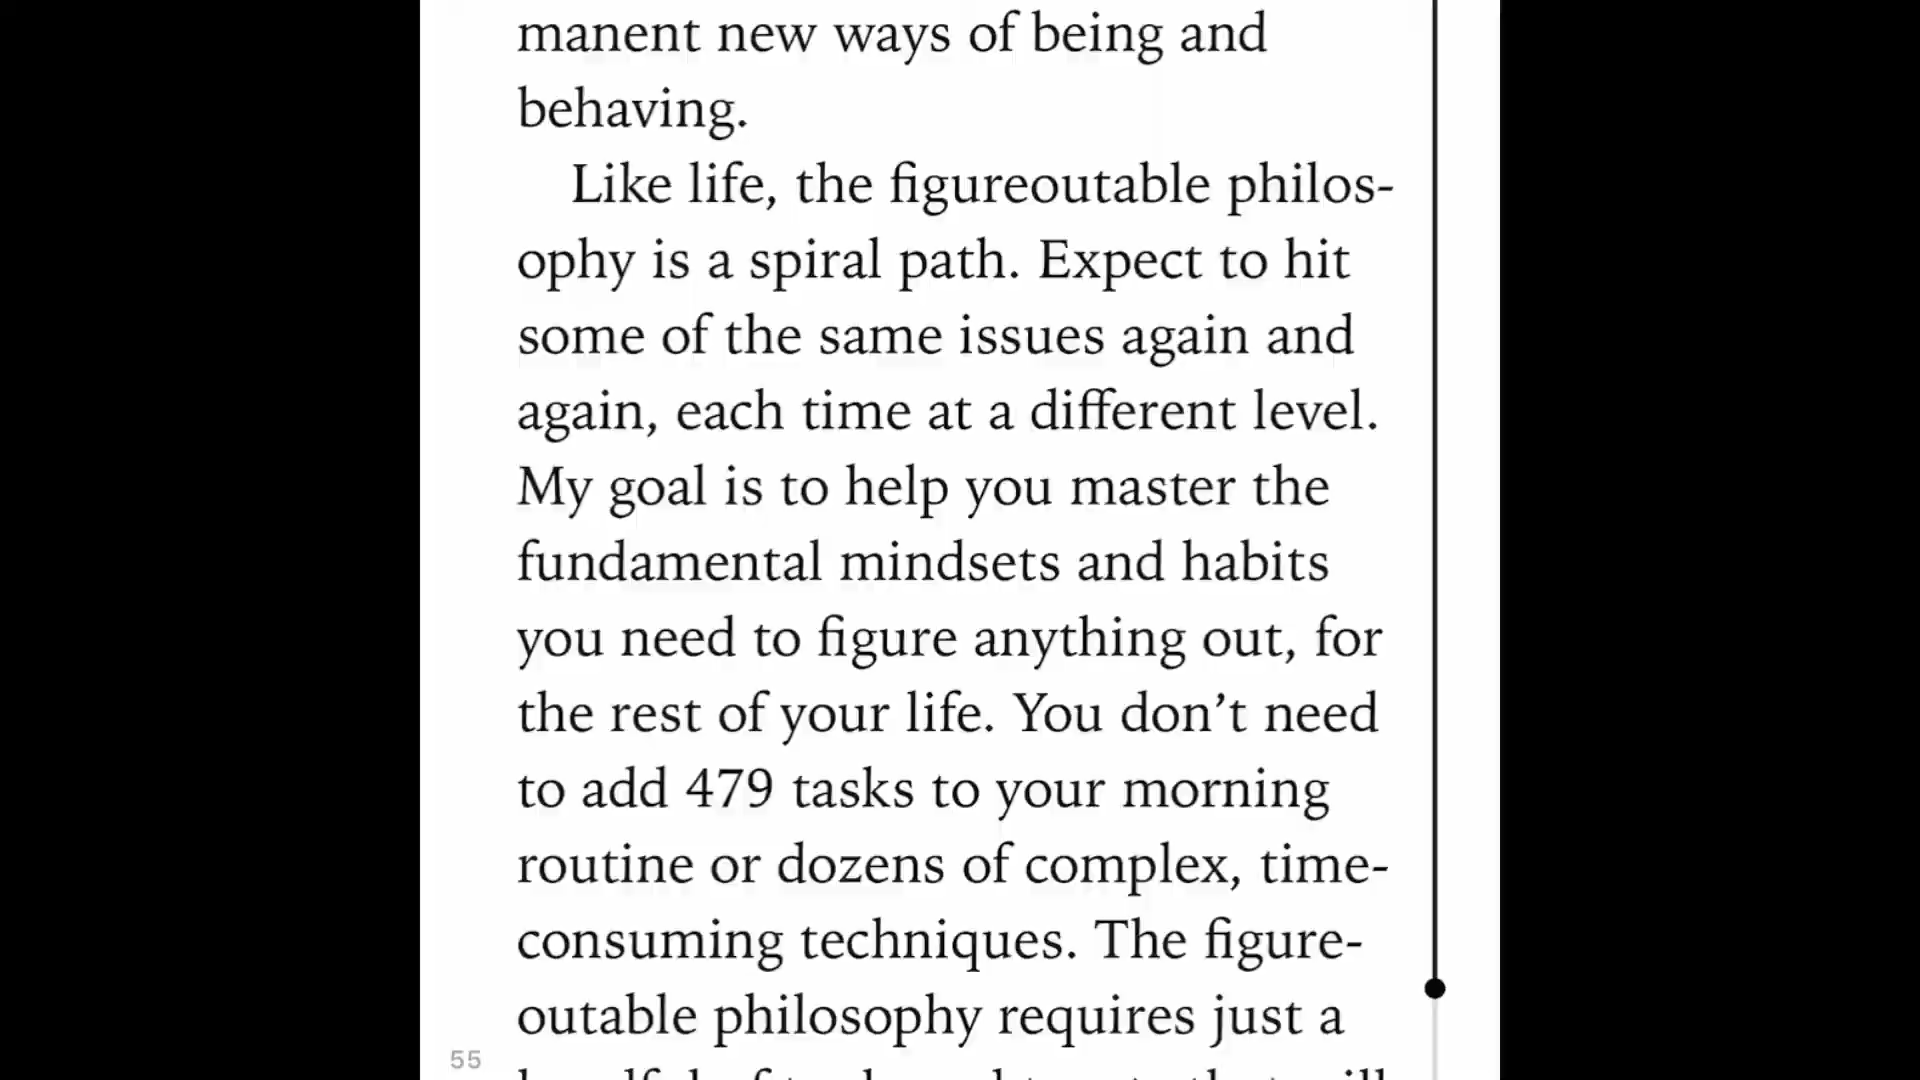 manent new ways of being and
behaving.
Like life, the figureoutable philos-
ophy is a spiral path. Expect to hit
some of the same issues again and
again, each time at a different level.
My goal is to help you master the
fundamental mindsets and habits
you need to figure anything out, for
the rest of your life. You don’t need
to add 479 tasks to your morning
routine or dozens of complex, time-
consuming techniques. The figure-
outable philosophy requires just a
55